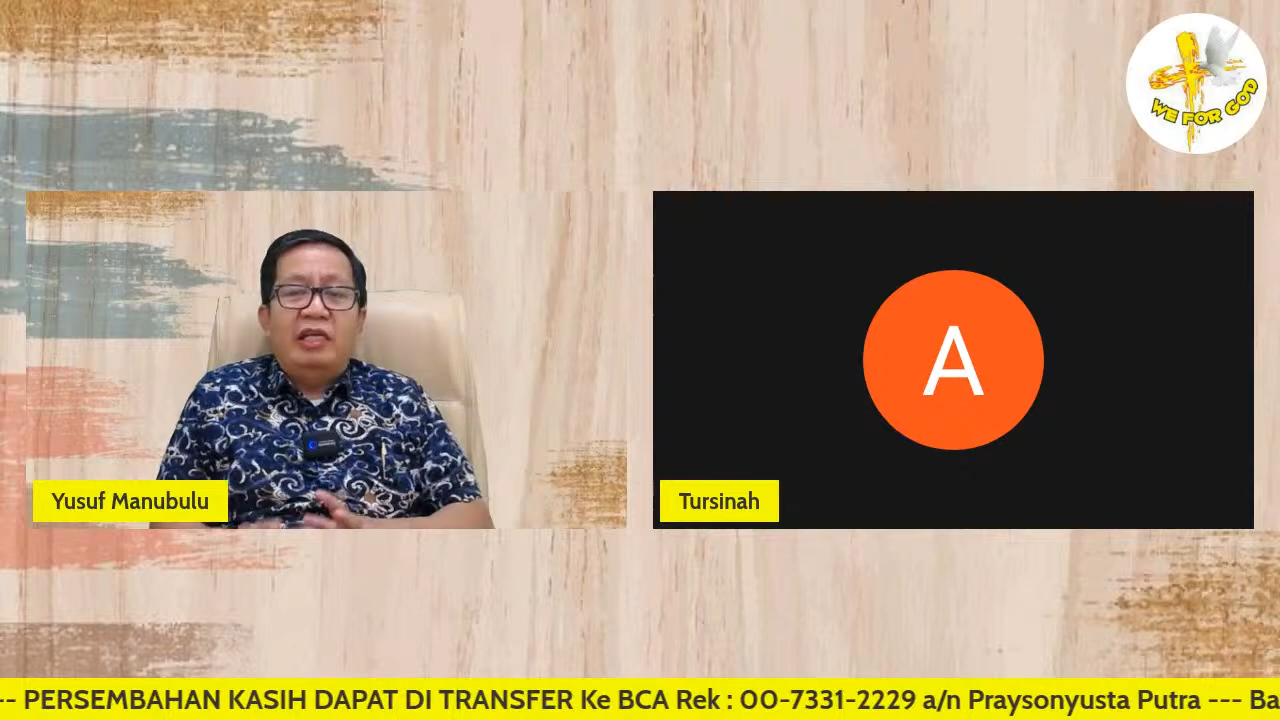 WE FOR GOD
Yusuf Manubulu
A
Tursinah
-- PERSEMBAHAN KASIH DAPAT DI TRANSFER Ke BCA Rek : 00-7331-2229 a/n Praysonyusta Putra --- Ba